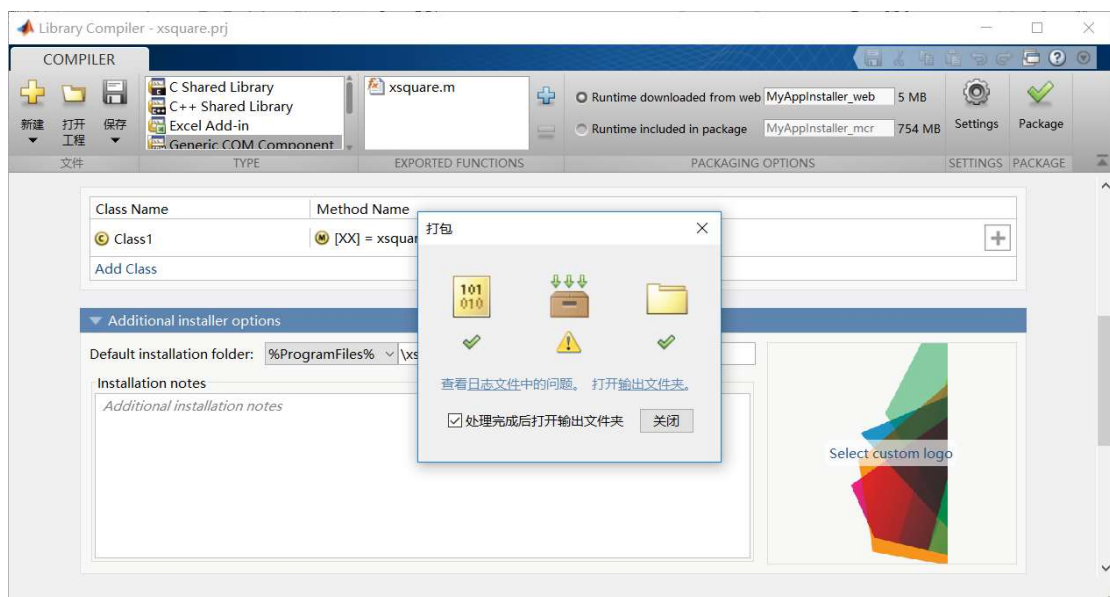 Library Compiler - xsquare.prj
COMPILER
新建
打开
工程
保存
C Shared Library
C++ Shared Library
Excel Add-in
Generic COM Component
xsquare.m
Runtime downloaded from web MyAppInstaller_web 5 MB
Runtime included in package MyAppInstaller_mcr 754 MB
Settings
Package
文件 TYPE EXPORTED FUNCTIONS PACKAGING OPTIONS SETTINGS PACKAGE
Class Name Method Name
Class1 [XX] = xsquar
Add Class
打包
101
010
查看日志文件中的问题。 打开输出文件夹。
处理完成后打开输出文件夹 关闭
Additional installer options
Default installation folder: %ProgramFiles% \xs
Installation notes
Additional installation notes
Select custom logo